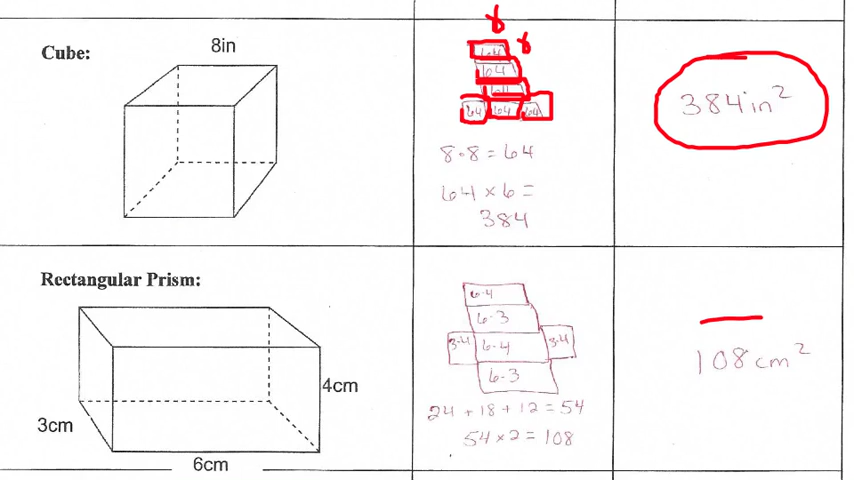 Cube:
8in
8 8
64
64
64
64 64 64
8·8=64
64×6=
384
384in²
Rectangular Prism:
4cm
3cm
6cm
6·4
6·3
3·4 6·4 3·4
6·3
24+18+12=54
54×2=108
108cm²